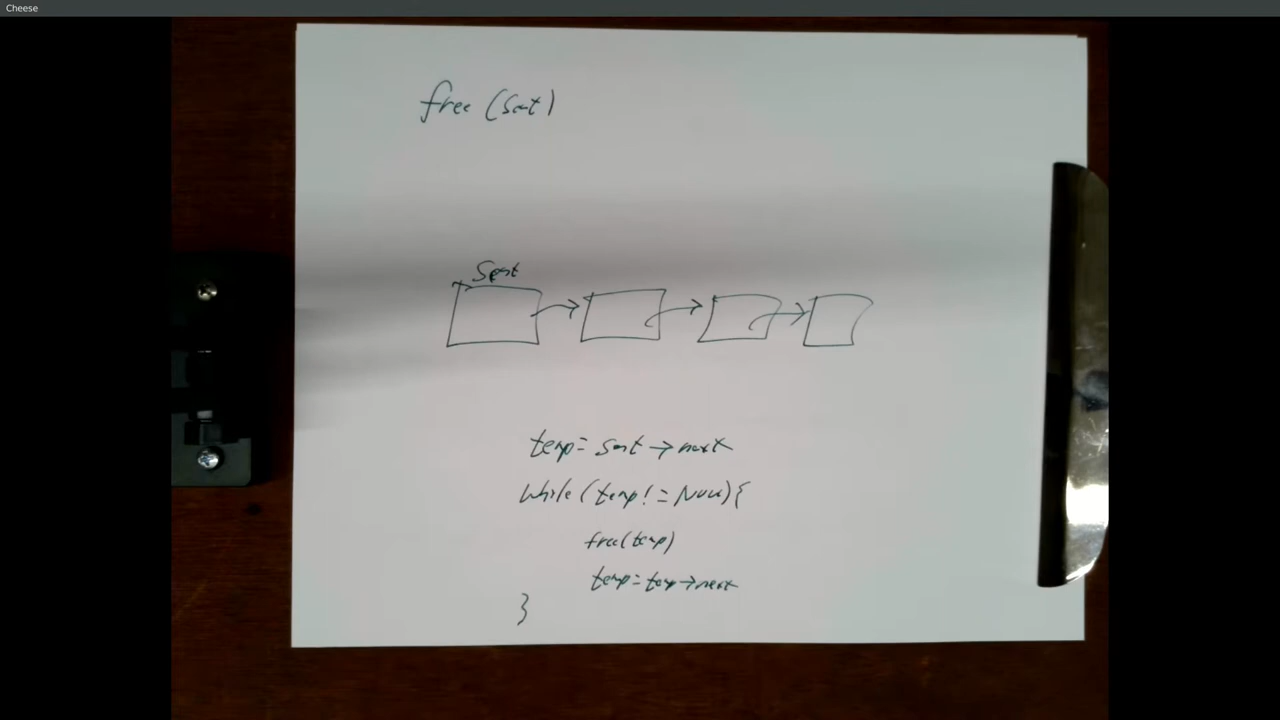 Cheese
free (sent)
Sent
temp = sent → next
while (temp != NULL) {
free(temp)
temp = temp → next
}